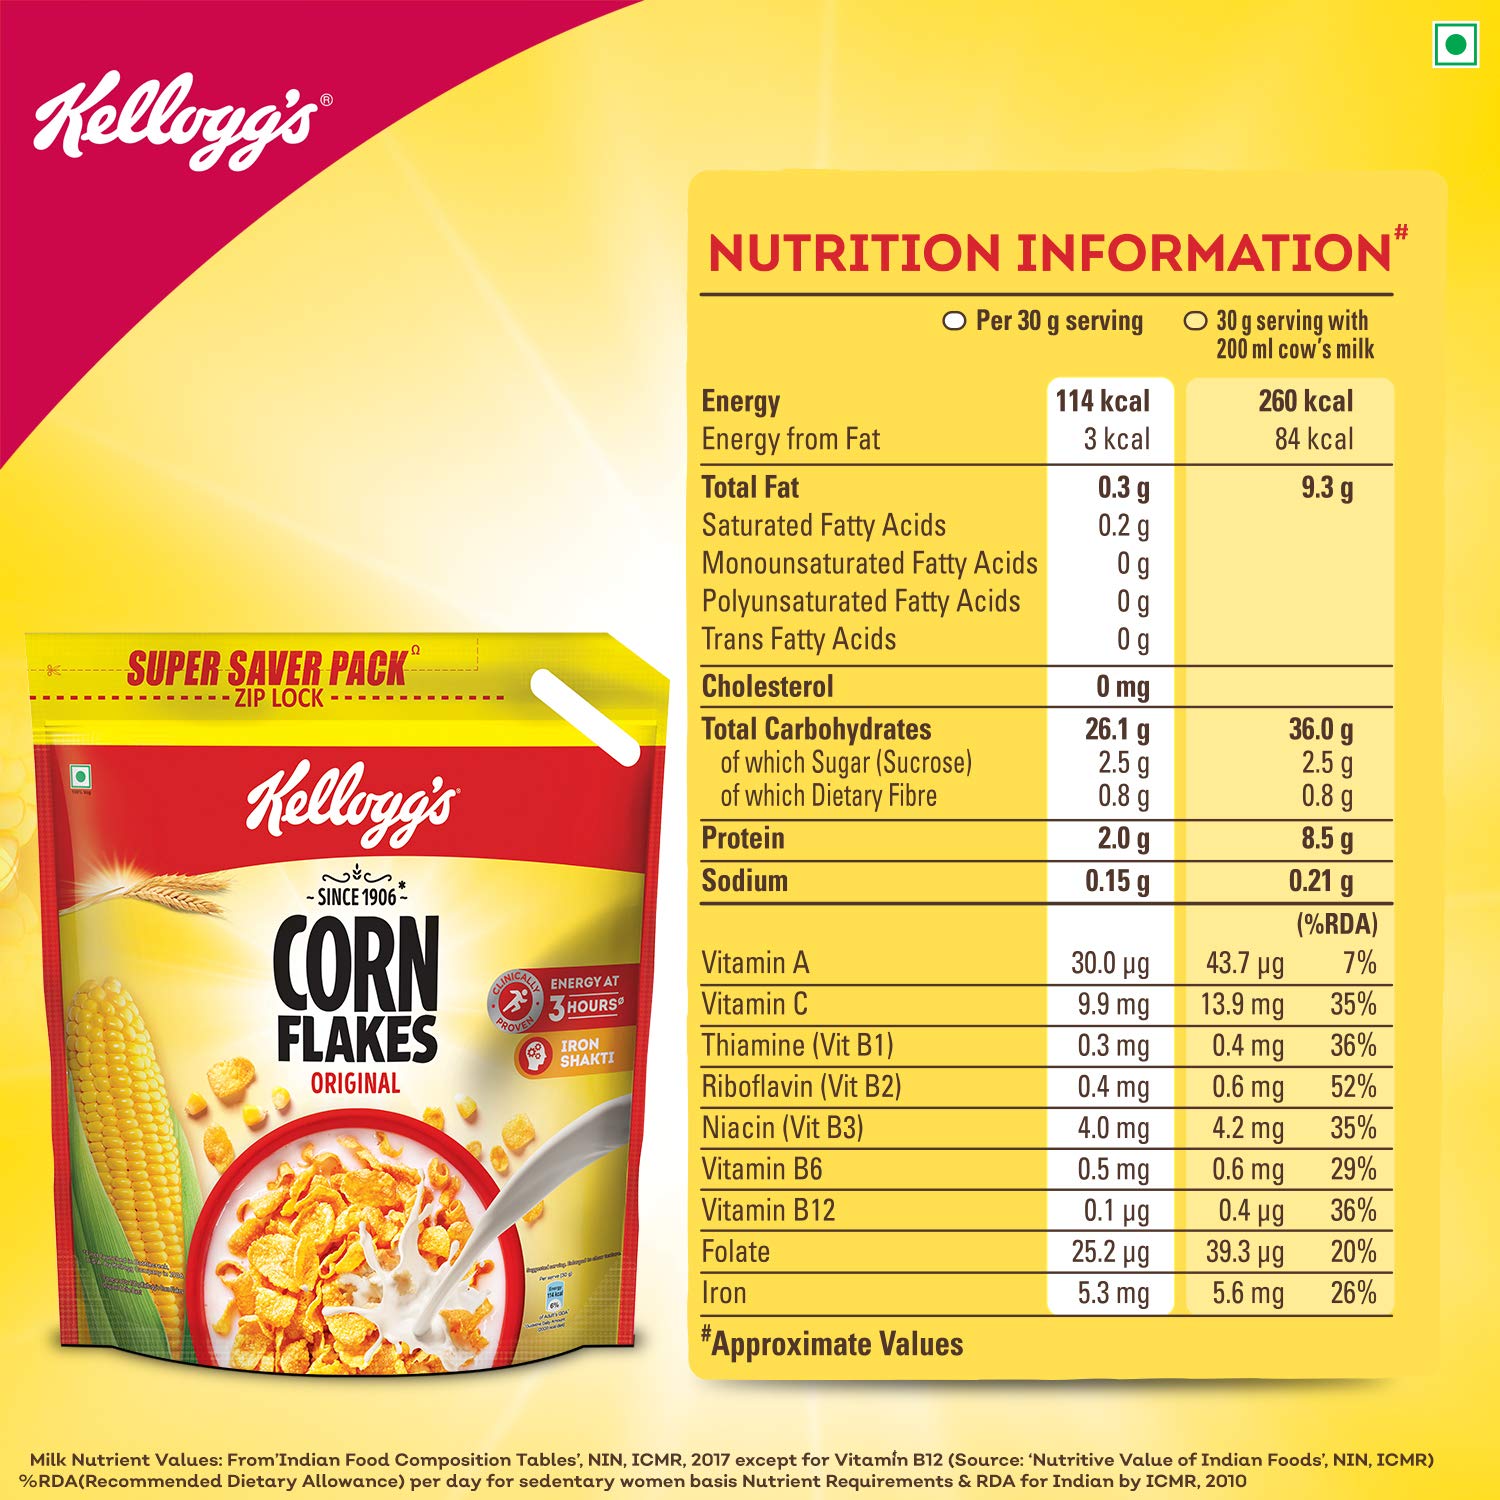 Kellogg's®
NUTRITION INFORMATION#
Per 30 g serving
30 g serving with
200 ml cow's milk
Energy 114 kcal 260 kcal
Energy from Fat 3 kcal 84 kcal
Total Fat 0.3 g 9.3 g
Saturated Fatty Acids 0.2 g
Monounsaturated Fatty Acids 0 g
Polyunsaturated Fatty Acids 0 g
Trans Fatty Acids 0 g
Cholesterol 0 mg
Total Carbohydrates 26.1 g 36.0 g
of which Sugar (Sucrose) 2.5 g 2.5 g
of which Dietary Fibre 0.8 g 0.8 g
Protein 2.0 g 8.5 g
Sodium 0.15 g 0.21 g
(%RDA)
Vitamin A 30.0 µg 43.7 µg 7%
Vitamin C 9.9 mg 13.9 mg 35%
Thiamine (Vit B1) 0.3 mg 0.4 mg 36%
Riboflavin (Vit B2) 0.4 mg 0.6 mg 52%
Niacin (Vit B3) 4.0 mg 4.2 mg 35%
Vitamin B6 0.5 mg 0.6 mg 29%
Vitamin B12 0.1 µg 0.4 µg 36%
Folate 25.2 µg 39.3 µg 20%
Iron 5.3 mg 5.6 mg 26%
#Approximate Values
SUPER SAVER PACKΩ
ZIP LOCK
Kellogg's
~ SINCE 1906* ~
CORN
FLAKES
ORIGINAL
CLINICALLY PROVEN
ENERGY AT
3 HOURSø
IRON
SHAKTI
Per serve (30 g)
Energy
114 kcal
6%
Milk Nutrient Values: From'Indian Food Composition Tables', NIN, ICMR, 2017 except for Vitamin B12 (Source: 'Nutritive Value of Indian Foods', NIN, ICMR)
%RDA(Recommended Dietary Allowance) per day for sedentary women basis Nutrient Requirements & RDA for Indian by ICMR, 2010